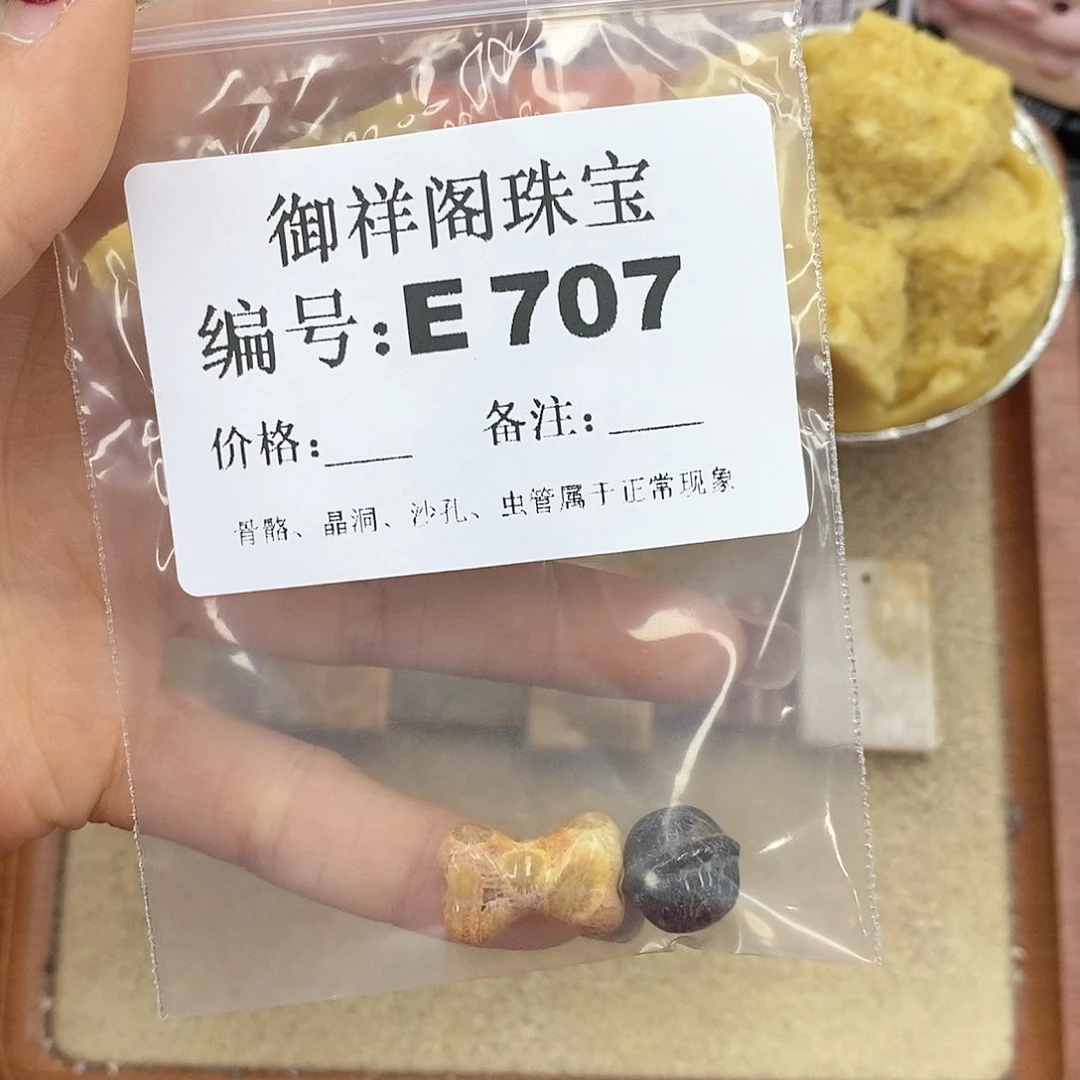 御祥阁珠宝
编号:E707
价格:____ 备注:____
骨骼、晶洞、沙孔、虫管属于正常现象